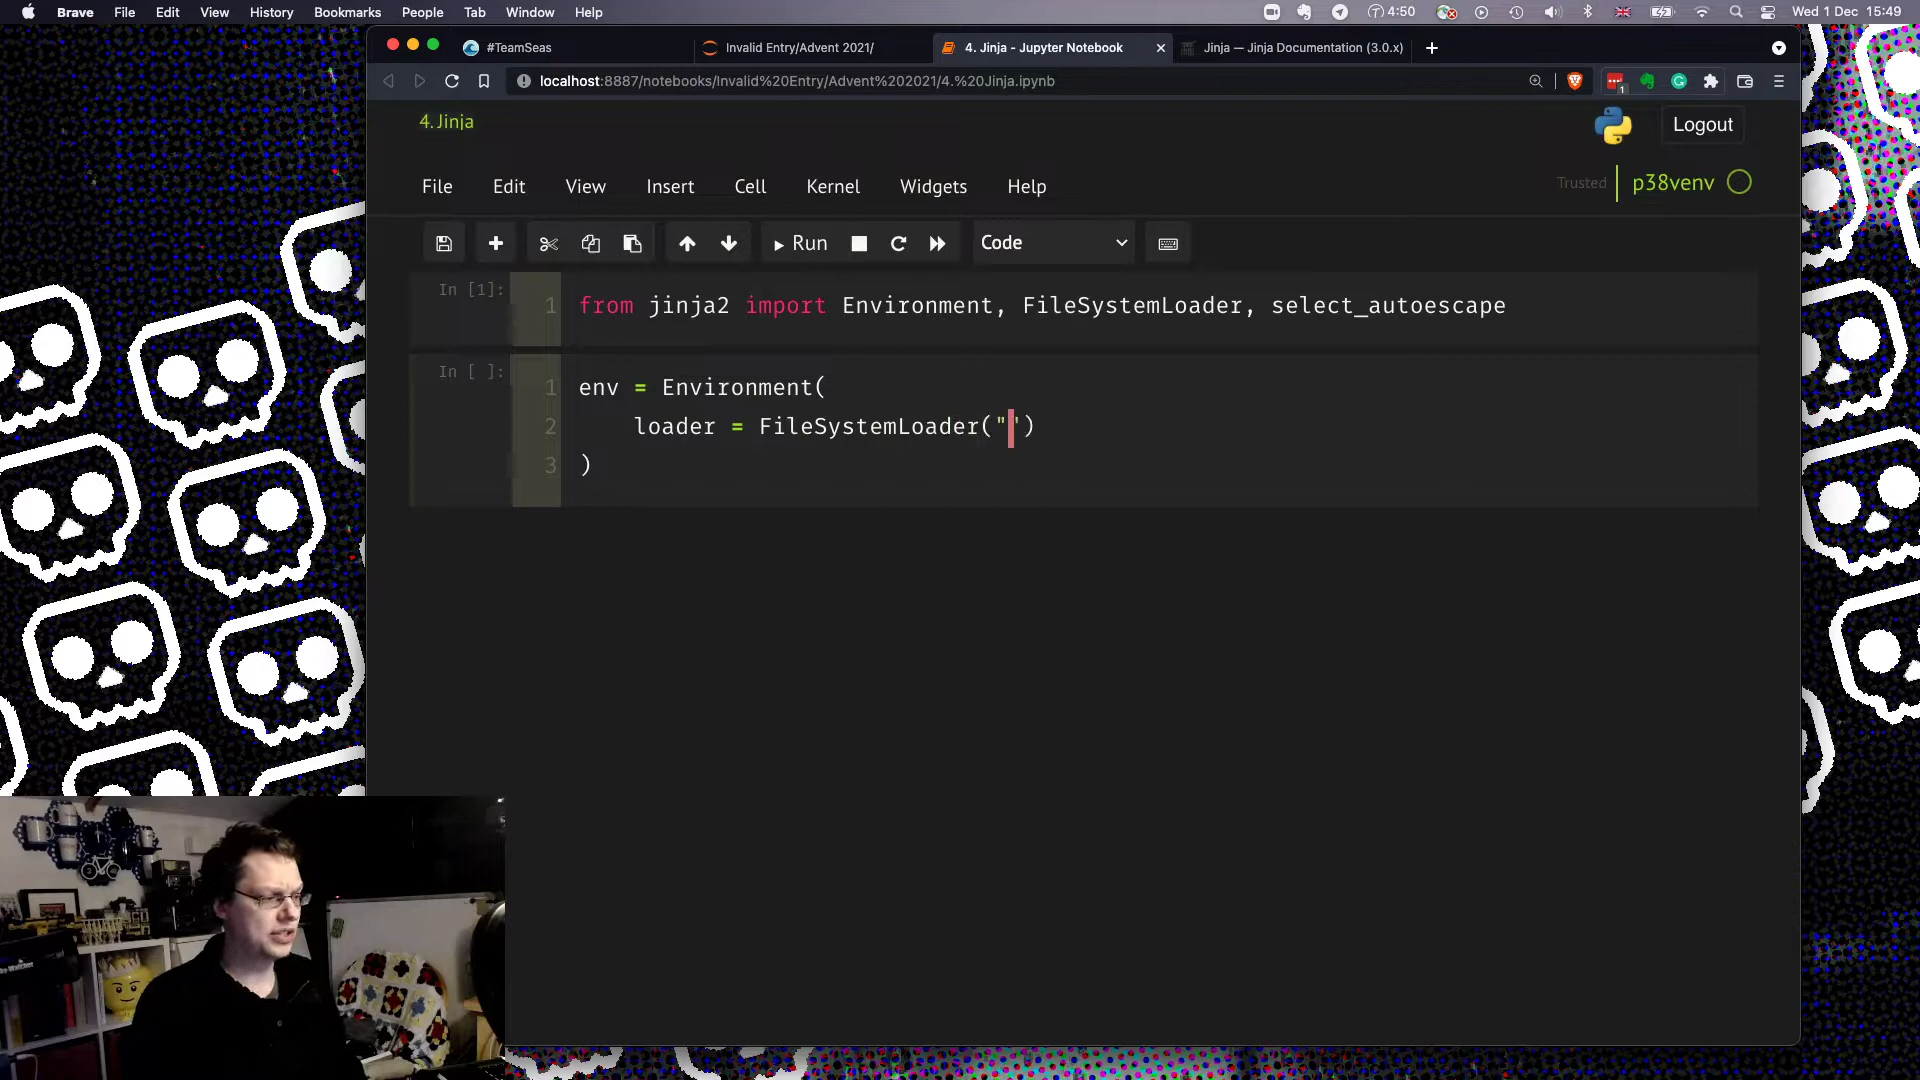 Brave File Edit View History Bookmarks People Tab Window Help 4:50 Wed 1 Dec 15:49
#TeamSeas Invalid Entry/Advent 2021/ 4. Jinja - Jupyter Notebook Jinja — Jinja Documentation (3.0.x)
localhost:8887/notebooks/Invalid%20Entry/Advent%202021/4.%20Jinja.ipynb 1
4. Jinja Logout
File Edit View Insert Cell Kernel Widgets Help Trusted p38venv
Run Code
In [1]:
1 from jinja2 import Environment, FileSystemLoader, select_autoescape
In [ ]:
1 env = Environment(
2 loader = FileSystemLoader("")
3 )